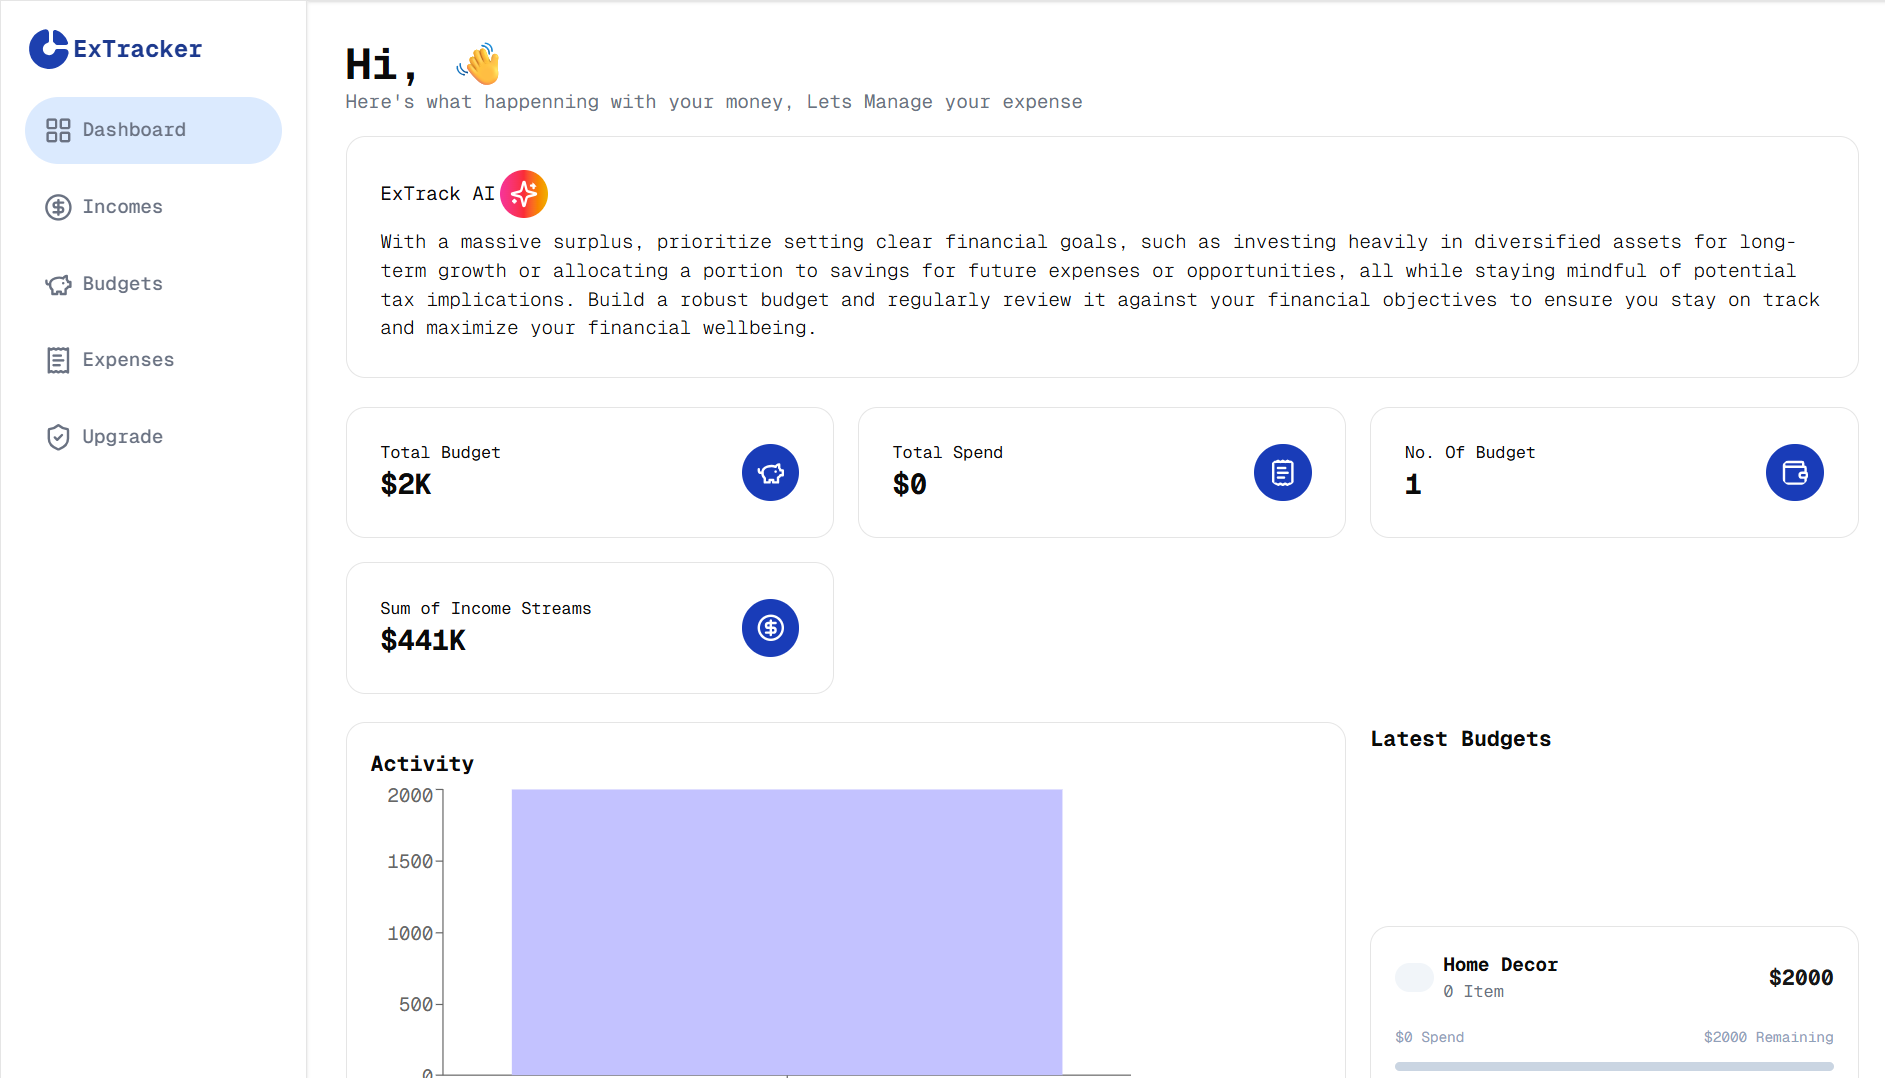 ExTracker
Dashboard
Incomes
Budgets
Expenses
Upgrade
Hi, 👋
Here's what happenning with your money, Lets Manage your expense
ExTrack AI
With a massive surplus, prioritize setting clear financial goals, such as investing heavily in diversified assets for long-
term growth or allocating a portion to savings for future expenses or opportunities, all while staying mindful of potential
tax implications. Build a robust budget and regularly review it against your financial objectives to ensure you stay on track
and maximize your financial wellbeing.
Total Budget
$2K
Total Spend
$0
No. Of Budget
1
Sum of Income Streams
$441K
Activity
2000
1500
1000
500
0
Latest Budgets
Home Decor
0 Item
$2000
$0 Spend
$2000 Remaining